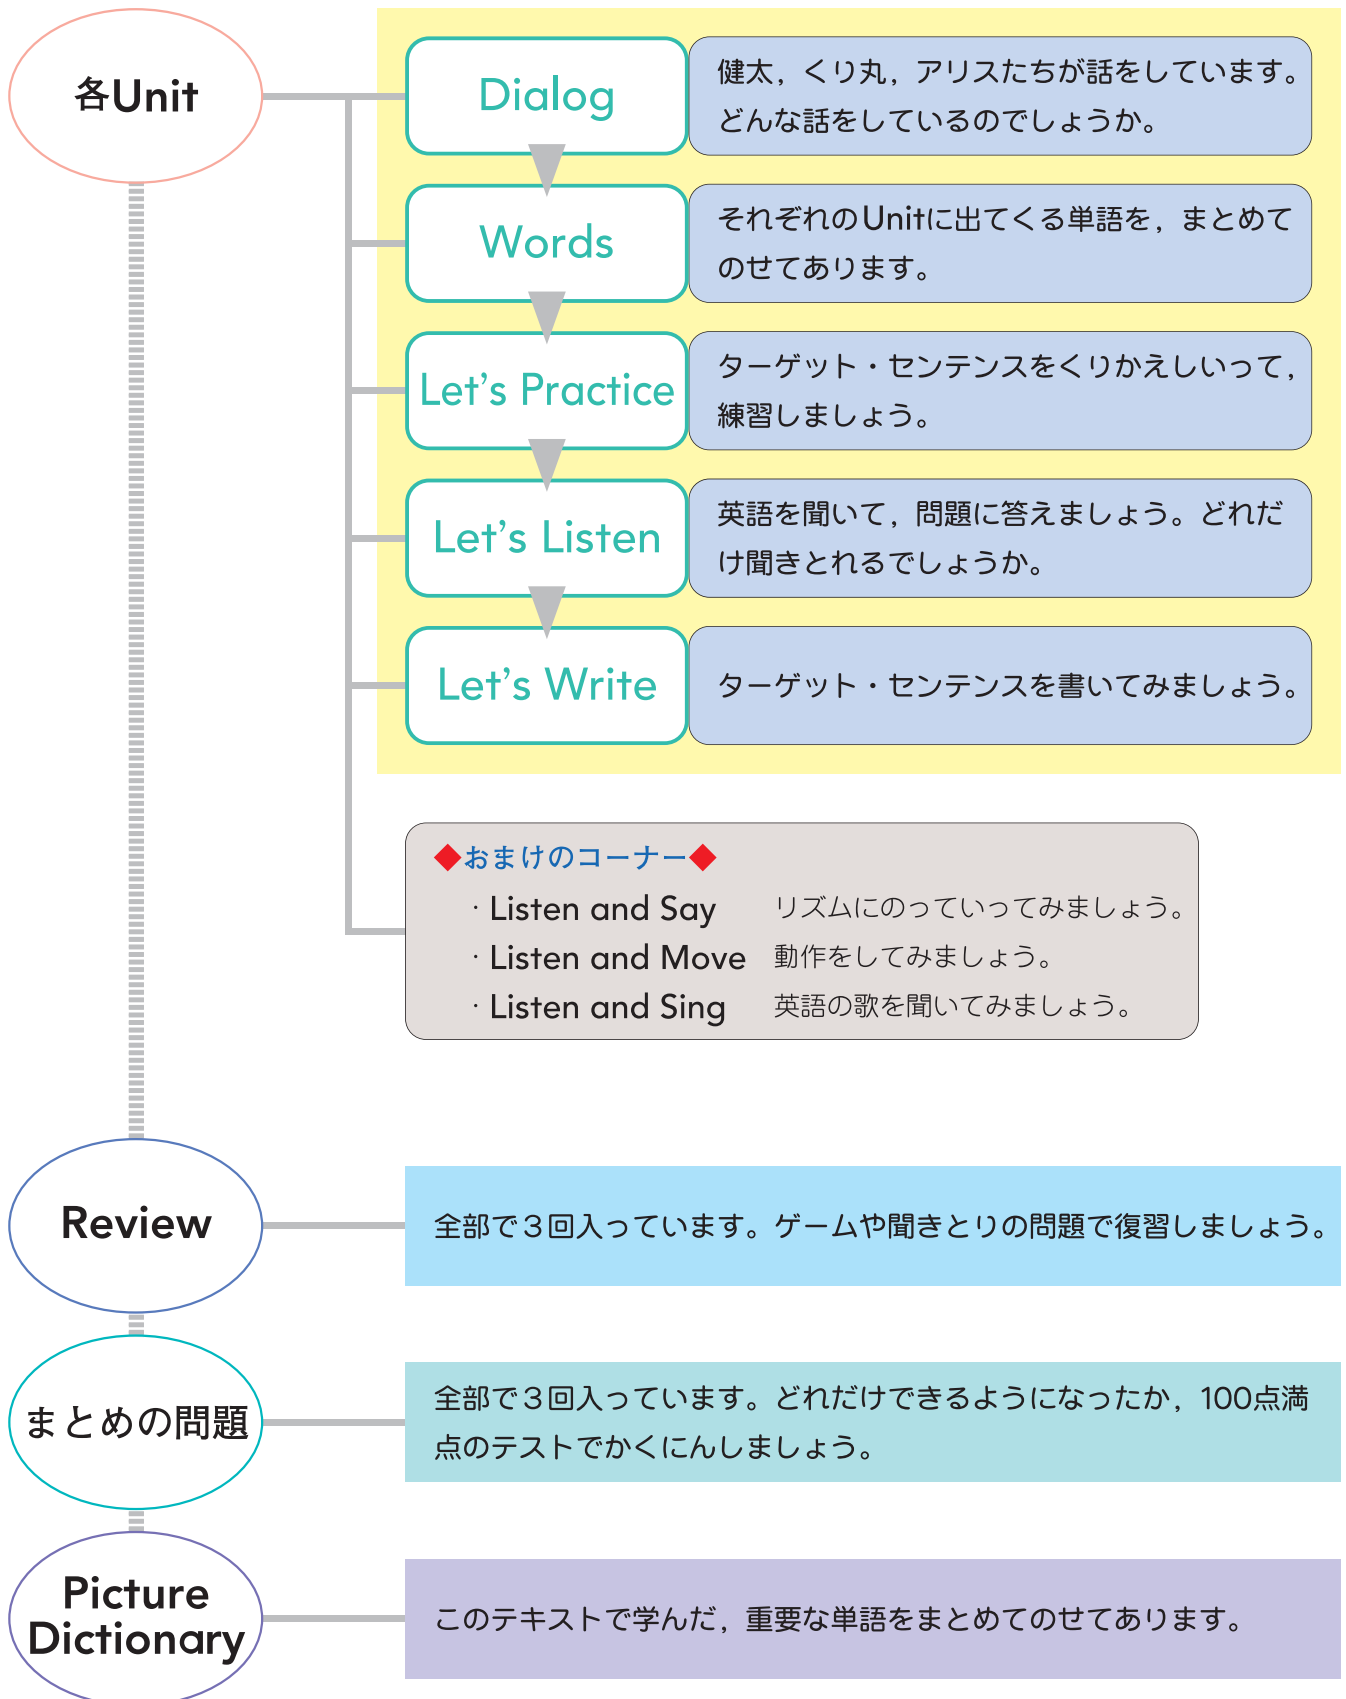 各Unit
Dialog
健太，くり丸，アリスたちが話をしています。
どんな話をしているのでしょうか。
Words
それぞれのUnitに出てくる単語を，まとめて
のせてあります。
Let's Practice
ターゲット・センテンスをくりかえしいって，
練習しましょう。
Let's Listen
英語を聞いて，問題に答えましょう。どれだ
け聞きとれるでしょうか。
Let's Write
ターゲット・センテンスを書いてみましょう。
◆おまけのコーナー◆
・Listen and Say　リズムにのっていってみましょう。
・Listen and Move　動作をしてみましょう。
・Listen and Sing　英語の歌を聞いてみましょう。
Review
全部で３回入っています。ゲームや聞きとりの問題で復習しましょう。
まとめの問題
全部で３回入っています。どれだけできるようになったか，100点満
点のテストでかくにんしましょう。
Picture
Dictionary
このテキストで学んだ，重要な単語をまとめてのせてあります。